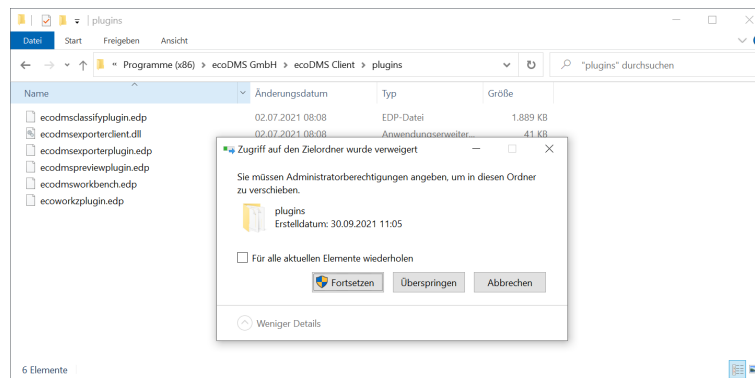 plugins
Datei Start Freigeben Ansicht
« Programme (x86) > ecoDMS GmbH > ecoDMS Client > plugins
"plugins" durchsuchen
Name Änderungsdatum Typ Größe
ecodmsclassifyplugin.edp 02.07.2021 08:08 EDP-Datei 1.889 KB
ecodmsexporterclient.dll 02.07.2021 08:08 Anwendungserweiter... 41 KB
ecodmsexporterplugin.edp
ecodmspreviewplugin.edp
ecodmsworkbench.edp
ecoworkzplugin.edp
Zugriff auf den Zielordner wurde verweigert
Sie müssen Administratorberechtigungen angeben, um in diesen Ordner
zu verschieben.
plugins
Erstelldatum: 30.09.2021 11:05
Für alle aktuellen Elemente wiederholen
Fortsetzen Überspringen Abbrechen
Weniger Details
6 Elemente